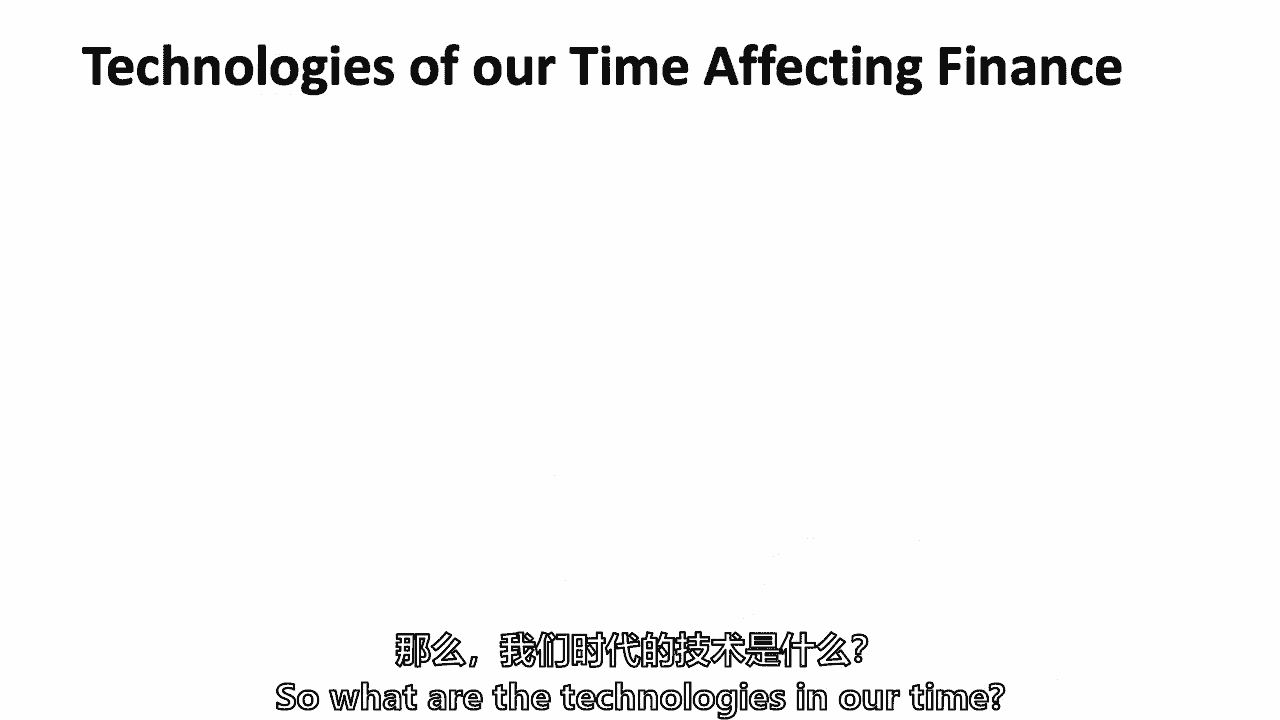 Technologies of our Time Affecting Finance
那么，我们时代的技术是什么？
So what are the technologies in our time?